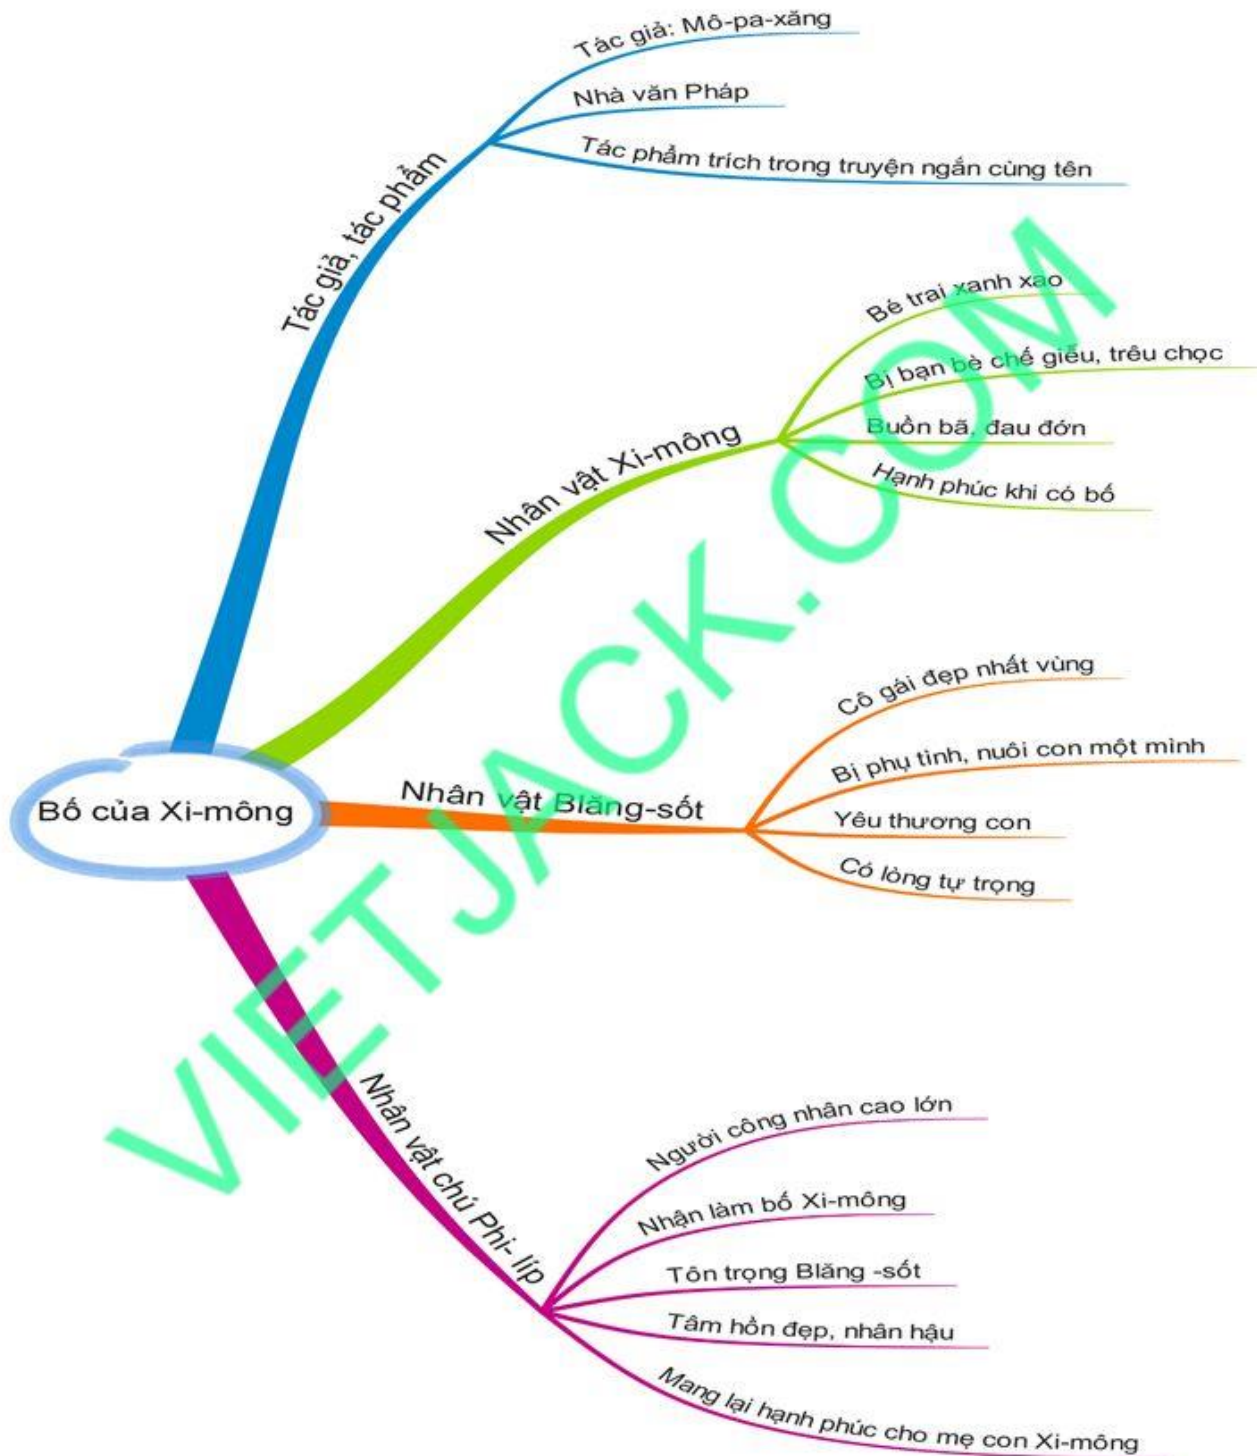 Tác giả: Mô-pa-xăng
Nhà văn Pháp
Tác phẩm trích trong truyện ngắn cùng tên
Tác giả, tác phẩm
Bé trai xanh xao
Bị bạn bè chế giễu, trêu chọc
Buồn bã, đau đớn
Hạnh phúc khi có bố
Nhân vật Xi-mông
Cô gái đẹp nhất vùng
Bị phụ tình, nuôi con một mình
Yêu thương con
Có lòng tự trọng
Nhân vật Blăng-sốt
Bố của Xi-mông
Nhân vật chú Phi- líp
Người công nhân cao lớn
Nhận làm bố Xi-mông
Tôn trọng Blăng -sốt
Tâm hồn đẹp, nhân hậu
Mang lại hạnh phúc cho mẹ con Xi-mông
VIETJACK.COM